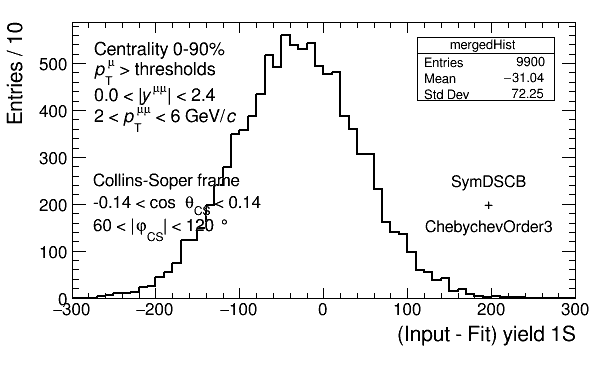 Entries / 10
500
400
300
200
100
0
Centrality 0-90%
p_T^μ > thresholds
0.0 < |y^μμ| < 2.4
2 < p_T^μμ < 6 GeV/c
Collins-Soper frame
-0.14 < cos θ_CS < 0.14
60 < |φ_CS| < 120 °
mergedHist
Entries 9900
Mean −31.04
Std Dev 72.25
SymDSCB
+
ChebychevOrder3
−300 −200 −100 0 100 200 300
(Input - Fit) yield 1S